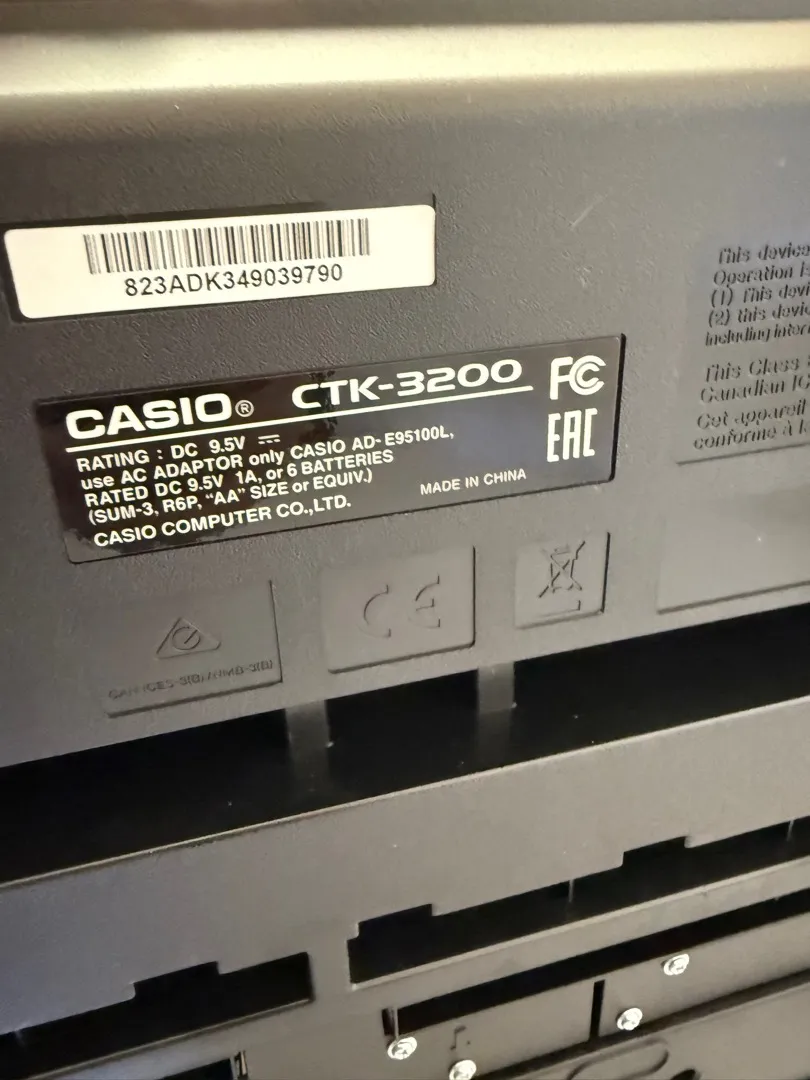 823ADK349039790
CASIO® CTK-3200 FC
EAC
RATING : DC 9.5V ⎓
use AC ADAPTOR only CASIO AD-E95100L,
RATED DC 9.5V 1A, or 6 BATTERIES
(SUM-3, R6P, "AA" SIZE or EQUIV.)
CASIO COMPUTER CO.,LTD. MADE IN CHINA
This device
Operation is
(1) This devi
(2) this devic
including inter
This Class
Canadian IC
Cet appareil
conforme à la
CE